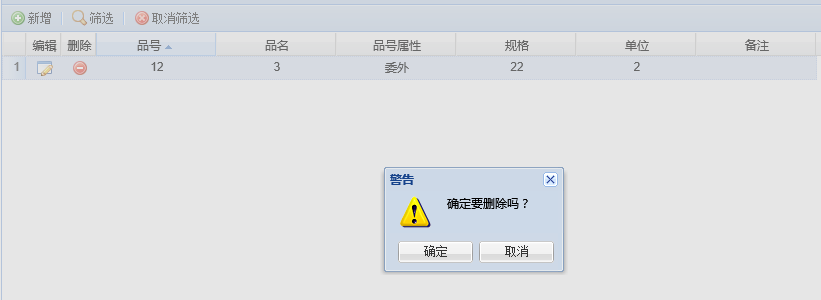 新增 筛选 取消筛选
编辑 删除 品号 品名 品号属性 规格 单位 备注
1 12 3 委外 22 2
警告
确定要删除吗？
确定 取消